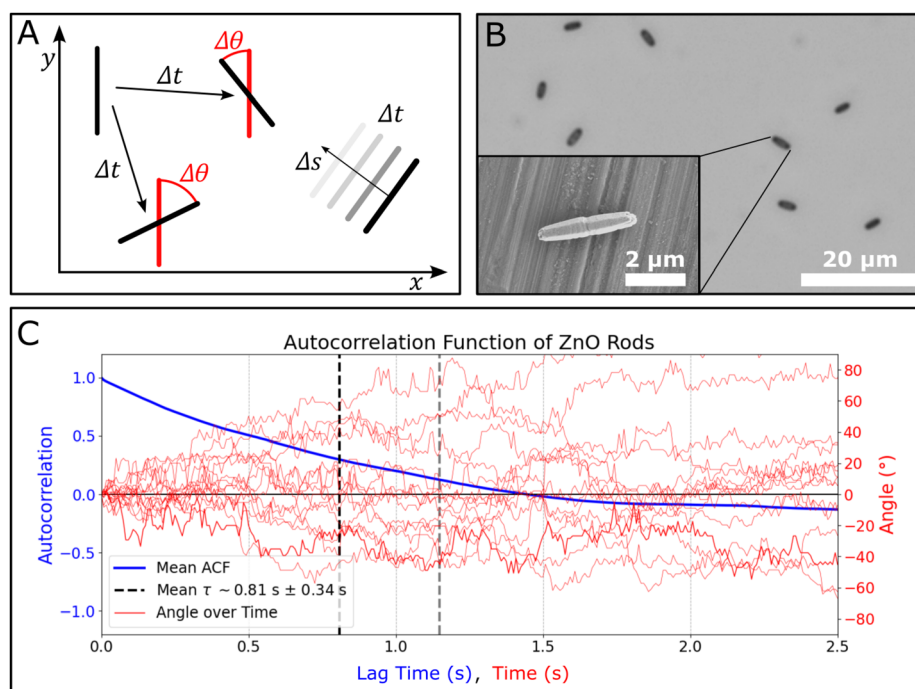 A
y
Δθ
Δt
Δt
Δθ
Δt
Δs
x
B
2 μm
20 μm
C
Autocorrelation Function of ZnO Rods
Autocorrelation
1.0
0.5
0.0
−0.5
−1.0
Mean ACF
Mean τ ~ 0.81 s ± 0.34 s
Angle over Time
80
60
40
20
0
−20
−40
−60
−80
Angle (°)
0.0 0.5 1.0 1.5 2.0 2.5
Lag Time (s), Time (s)